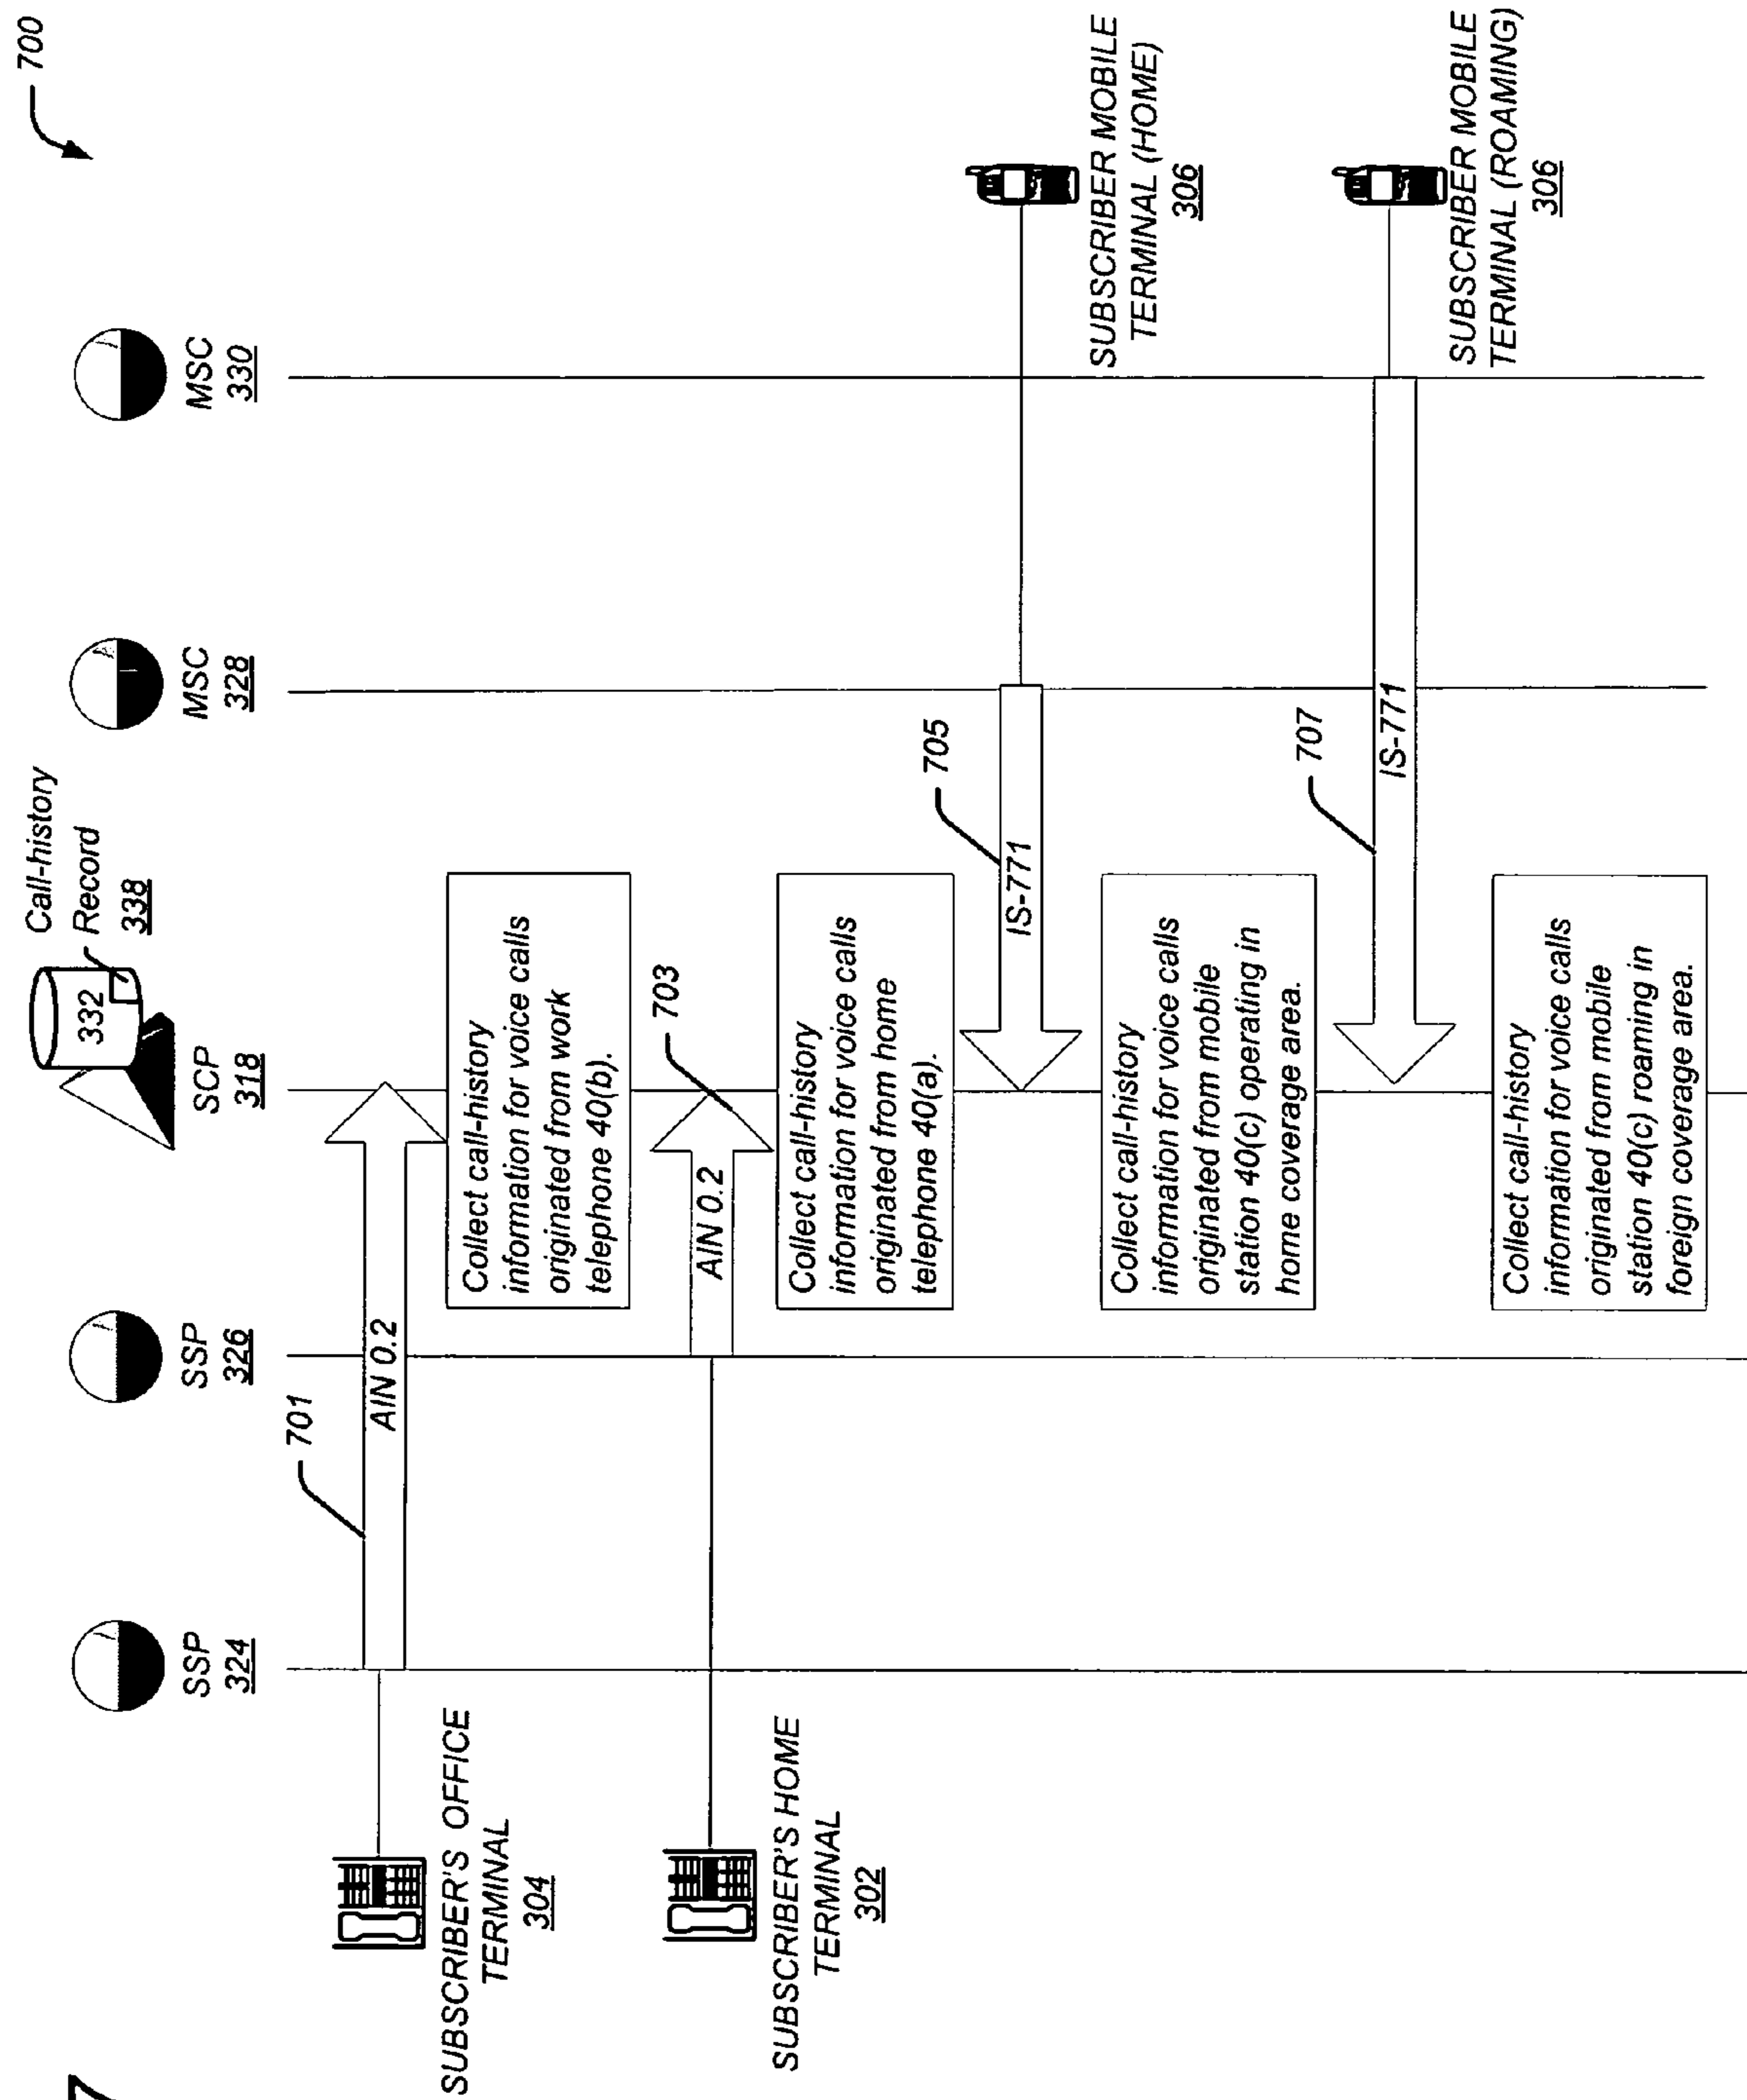 7
700
Call-history
Record
338
332
SSP
324
SSP
326
SCP
318
MSC
328
MSC
330
701
AIN 0.2
SUBSCRIBER'S OFFICE
TERMINAL
304
Collect call-history
information for voice calls
originated from work
telephone 40(b).
703
AIN 0.2
SUBSCRIBER'S HOME
TERMINAL
302
Collect call-history
information for voice calls
originated from home
telephone 40(a).
705
IS-771
SUBSCRIBER MOBILE
TERMINAL (HOME)
306
Collect call-history
information for voice calls
originated from mobile
station 40(c) operating in
home coverage area.
707
IS-771
SUBSCRIBER MOBILE
TERMINAL (ROAMING)
306
Collect call-history
information for voice calls
originated from mobile
station 40(c) roaming in
foreign coverage area.